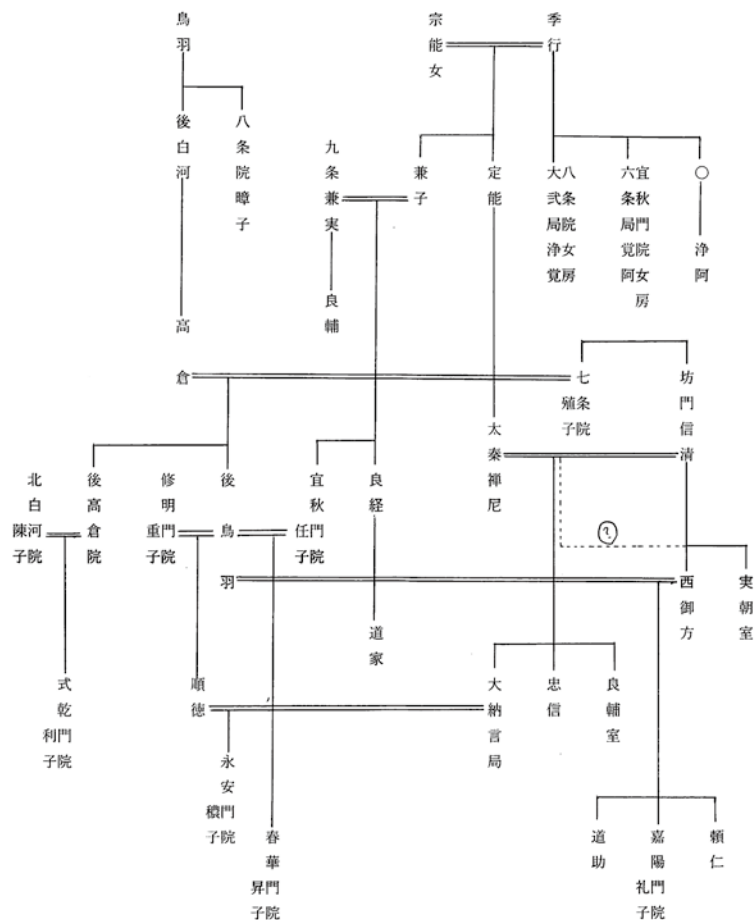 季行
宗能女
鳥羽
○
浄阿
宜秋門院女房
六条局覚阿
八条院女房
大弐局浄覚
定能
兼子
九条兼実
良輔
八条院暲子
後白河
高倉
坊門信清
七条院
殖子
太秦禅尼
良経
宜秋門院
任子
後鳥羽
修明門院
重子
後高倉院
北白河院
陳子
?
実朝室
西御方
道家
良輔室
忠信
大納言局
順徳
式乾門院
利子
永安門院
穠子
春華門院
昇子
頼仁
嘉陽門院
礼子
道助